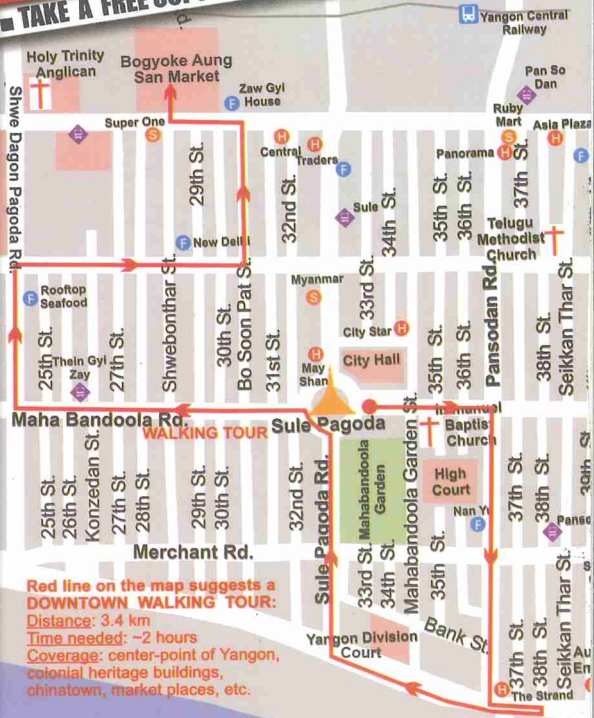 TAKE A FREE
Yangon Central
Railway
Holy Trinity
Anglican
Bogyoke Aung
San Market
Rd.
Zaw Gyi
House
Pan So
Dan
Super One
Ruby
Mart
Asia Plaza
Central
Traders
Panorama
Shwe Dagon Pagoda Rd.
29th St.
32nd St.
34th St.
35th St.
36th St.
37th St.
Sule
Telugu
Methodist
Church
New Delhi
Rooftop
Seafood
Myanmar
33rd St.
City Star
City Hall
May
Shan
25th St.
Thein Gyi
Zay
27th St.
Shwebonthar St.
30th St.
Bo Soon Pat St.
31st St.
35th St.
36th St.
Pansodan Rd.
38th St.
Seikkan Thar St.
Maha Bandoola Rd.
WALKING TOUR
Sule Pagoda
Immanuel
Baptist
Church
25th St.
26th St.
Konzedan St.
27th St.
28th St.
29th St.
30th St.
32nd St.
Sule Pagoda Rd.
Mahabandoola
Garden
Mahabandoola Garden St.
High
Court
Nan Yu
37th St.
38th St.
39th St.
Panso
Merchant Rd.
33rd St.
34th St.
35th St.
Bank St.
37th St.
38th St.
Seikkan Thar St.
Yangon Division
Court
The Strand
Au
Em
Red line on the map suggests a
DOWNTOWN WALKING TOUR:
Distance: 3.4 km
Time needed: ~2 hours
Coverage: center-point of Yangon,
colonial heritage buildings,
chinatown, market places, etc.